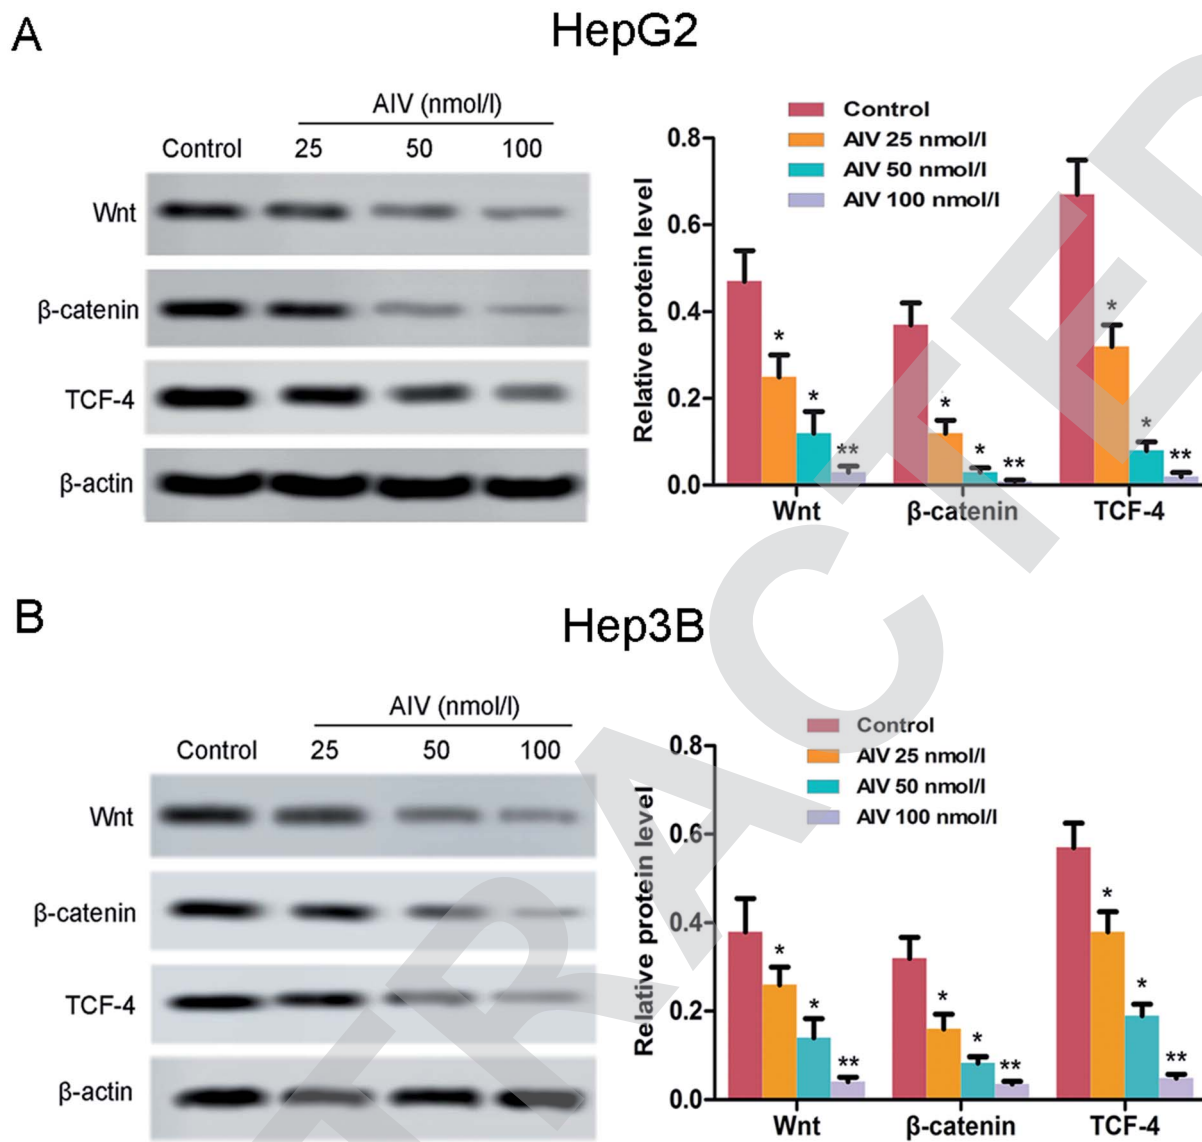 A
HepG2
AIV (nmol/l)
Control 25 50 100
Wnt
β-catenin
TCF-4
β-actin
Control
AIV 25 nmol/l
AIV 50 nmol/l
AIV 100 nmol/l
Relative protein level
0.8
0.6
0.4
0.2
0.0
* * **
* * **
* * **
Wnt β-catenin TCF-4
B
Hep3B
AIV (nmol/l)
Control 25 50 100
Wnt
β-catenin
TCF-4
β-actin
Control
AIV 25 nmol/l
AIV 50 nmol/l
AIV 100 nmol/l
Relative protein level
0.8
0.6
0.4
0.2
0.0
* * **
* * **
* * **
Wnt β-catenin TCF-4
TRACTED